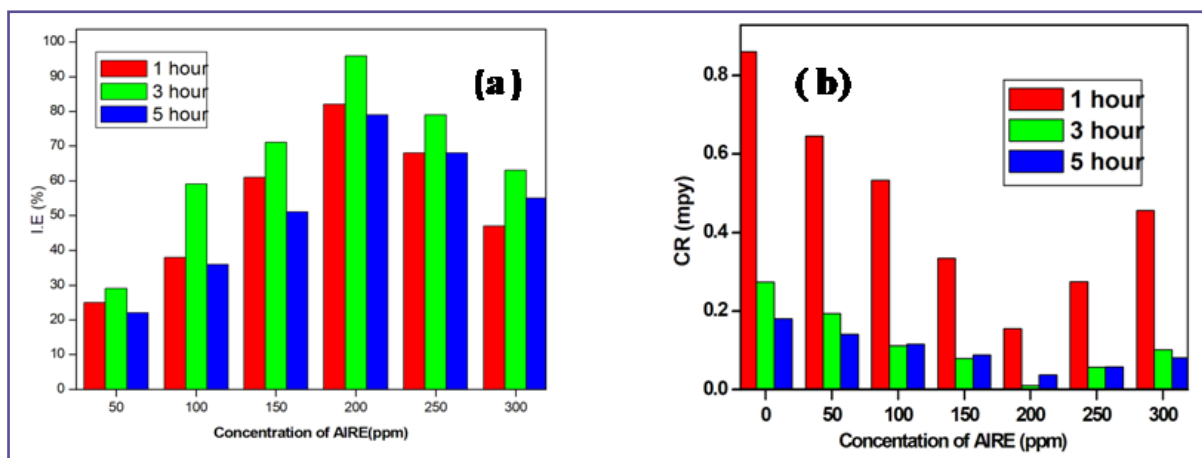 100
90
80
70
60
50
40
30
20
10
0
I.E (%)
1 hour
3 hour
5 hour
(a)
50 100 150 200 250 300
Concentration of AIRE(ppm)
0.8
0.6
0.4
0.2
0.0
CR (mpy)
(b)
1 hour
3 hour
5 hour
0 50 100 150 200 250 300
Concentation of AIRE (ppm)